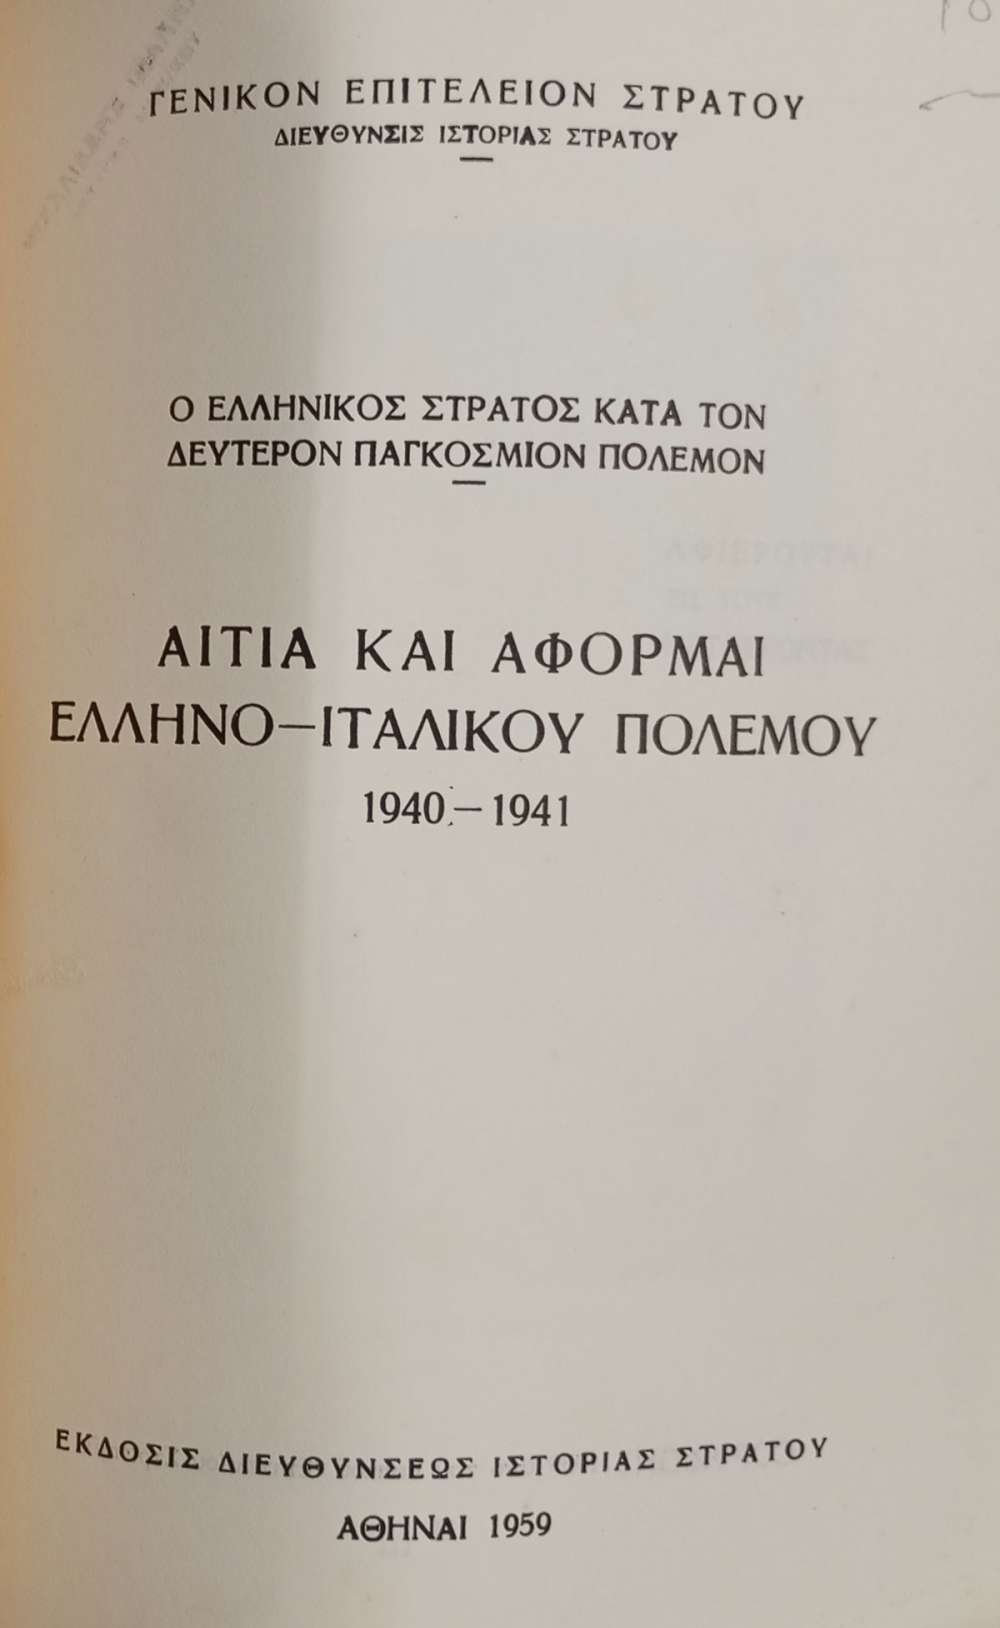 ΓΕΝΙΚΟΝ ΕΠΙΤΕΛΕΙΟΝ ΣΤΡΑΤΟΥ
ΔΙΕΥΘΥΝΣΙΣ ΙΣΤΟΡΙΑΣ ΣΤΡΑΤΟΥ
Ο ΕΛΛΗΝΙΚΟΣ ΣΤΡΑΤΟΣ ΚΑΤΑ ΤΟΝ
ΔΕΥΤΕΡΟΝ ΠΑΓΚΟΣΜΙΟΝ ΠΟΛΕΜΟΝ
ΑΙΤΙΑ ΚΑΙ ΑΦΟΡΜΑΙ
ΕΛΛΗΝΟ–ΙΤΑΛΙΚΟΥ ΠΟΛΕΜΟΥ
1940 – 1941
ΕΚΔΟΣΙΣ ΔΙΕΥΘΥΝΣΕΩΣ ΙΣΤΟΡΙΑΣ ΣΤΡΑΤΟΥ
ΑΘΗΝΑΙ 1959